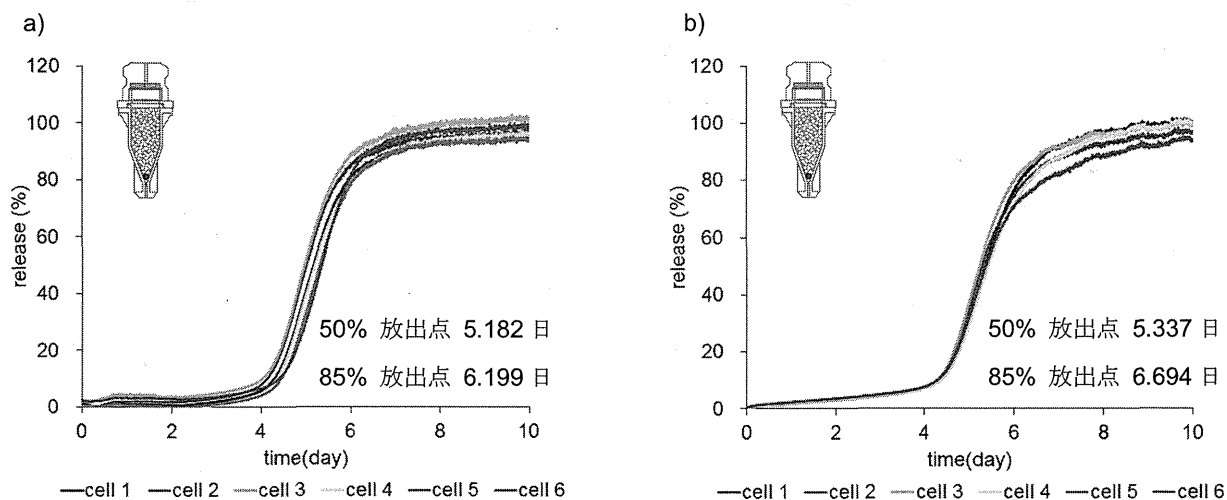 a)
120
100
80
60
40
20
0
release (%)
50% 放出点 5.182 日
85% 放出点 6.199 日
0 2 4 6 8 10
time(day)
cell 1 cell 2 cell 3 cell 4 cell 5 cell 6
b)
120
100
80
60
40
20
0
release (%)
50% 放出点 5.337 日
85% 放出点 6.694 日
0 2 4 6 8 10
time(day)
cell 1 cell 2 cell 3 cell 4 cell 5 cell 6